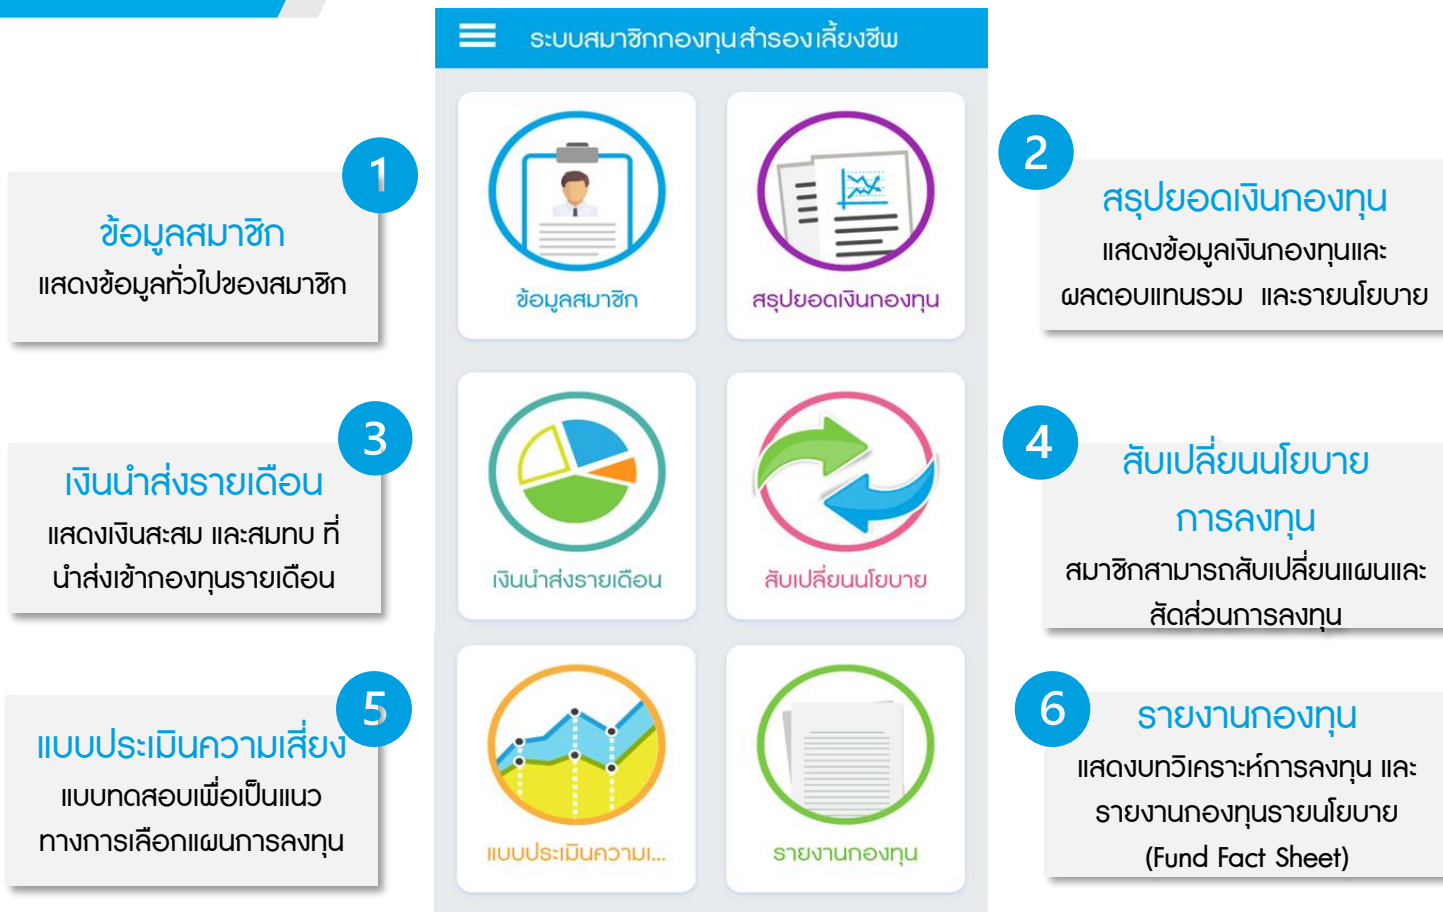 ระบบสมาชิกกองทุนสำรองเลี้ยงชีพ
1
ข้อมูลสมาชิก
แสดงข้อมูลทั่วไปของสมาชิก
ข้อมูลสมาชิก
สรุปยอดเงินกองทุน
2
สรุปยอดเงินกองทุน
แสดงข้อมูลเงินกองทุนและ
ผลตอบแทนรวม และรายนโยบาย
3
เงินนำส่งรายเดือน
แสดงเงินสะสม และสมทบ ที่
นำส่งเข้ากองทุนรายเดือน
เงินนำส่งรายเดือน
สับเปลี่ยนนโยบาย
4
สับเปลี่ยนนโยบาย
การลงทุน
สมาชิกสามารถสับเปลี่ยนแผนและ
สัดส่วนการลงทุน
5
แบบประเมินความเสี่ยง
แบบทดสอบเพื่อเป็นแนว
ทางการเลือกแผนการลงทุน
แบบประเมินความเ...
รายงานกองทุน
6
รายงานกองทุน
แสดงบทวิเคราะห์การลงทุน และ
รายงานกองทุนรายนโยบาย
(Fund Fact Sheet)